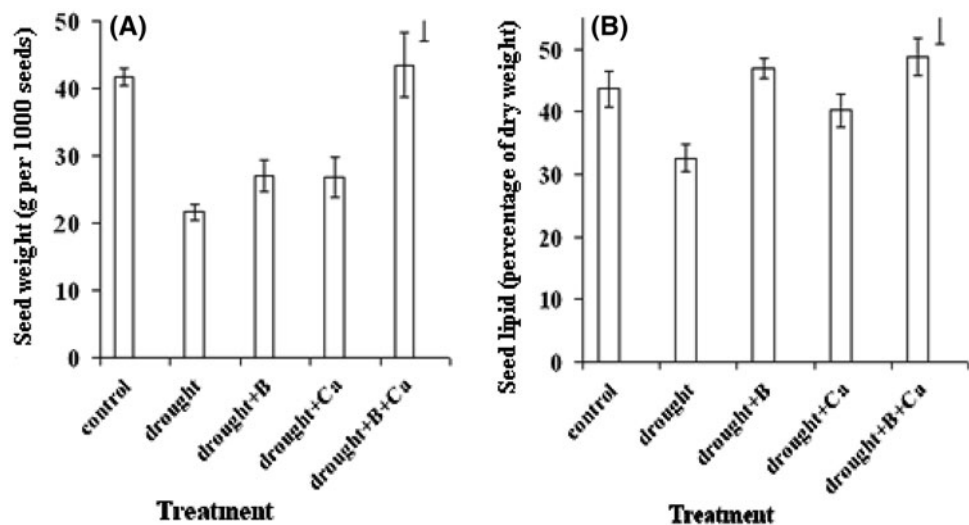 (A)
Seed weight (g per 1000 seeds)
50
40
30
20
10
0
control
drought
drought+B
drought+Ca
drought+B+Ca
Treatment
(B)
Seed lipid (percentage of dry weight)
50
40
30
20
10
0
control
drought
drought+B
drought+Ca
drought+B+Ca
Treatment